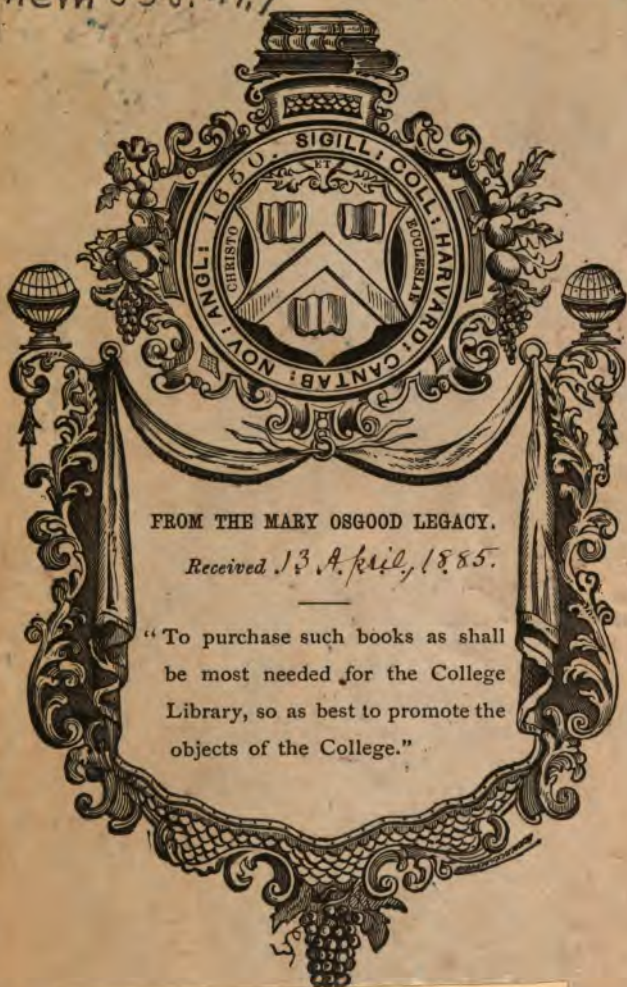 SIGILL: COLL: HARVARD: CANTAB: NOV: ANGL: 1650.
CHRISTO
ET
ECCLESIAE
FROM THE MARY OSGOOD LEGACY.
Received 13 April, 1885.
“To purchase such books as shall
be most needed for the College
Library, so as best to promote the
objects of the College.”